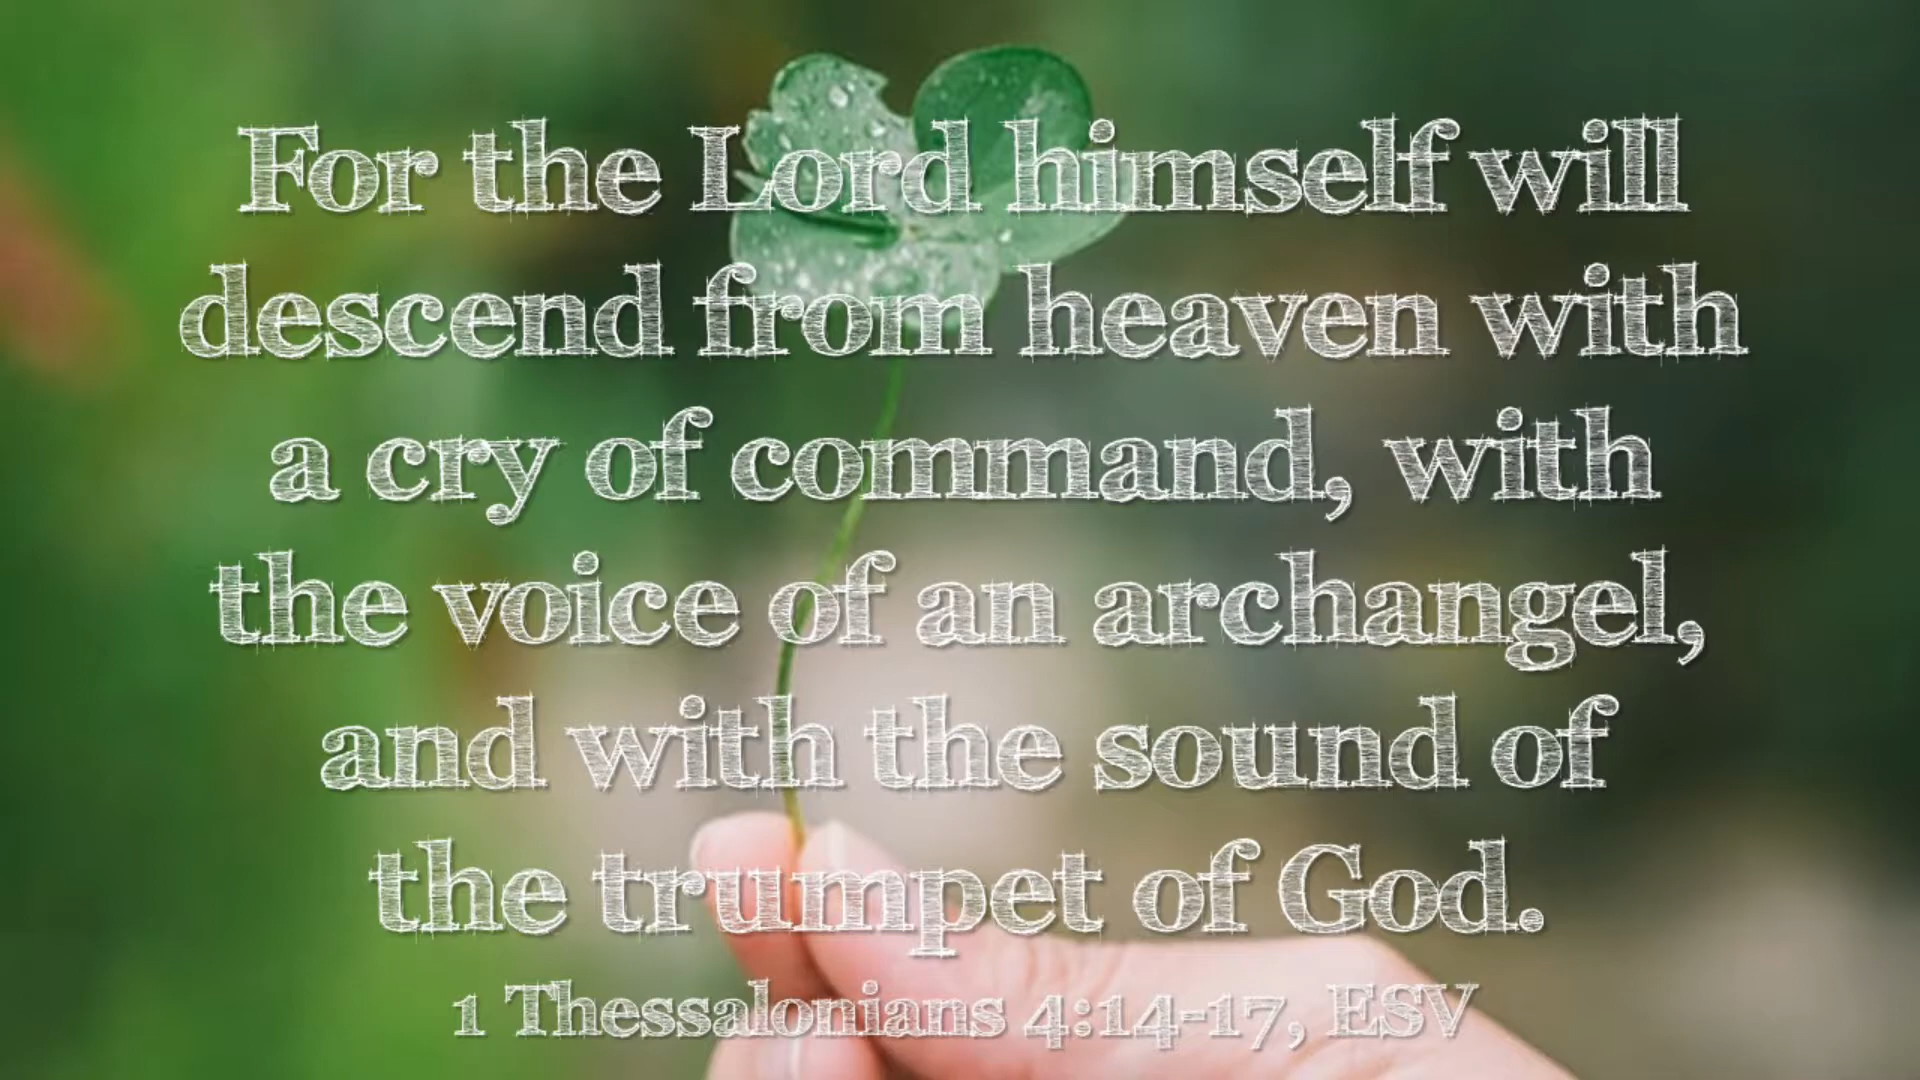 For the Lord himself will
descend from heaven with
a cry of command, with
the voice of an archangel,
and with the sound of
the trumpet of God.
1 Thessalonians 4:14-17, ESV